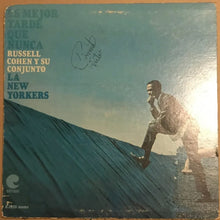 ES MEJOR
TARDE QUE
NUNCA
RUSSELL
COHEN Y SU
CONJUNTO
LA
NEW
YORKERS